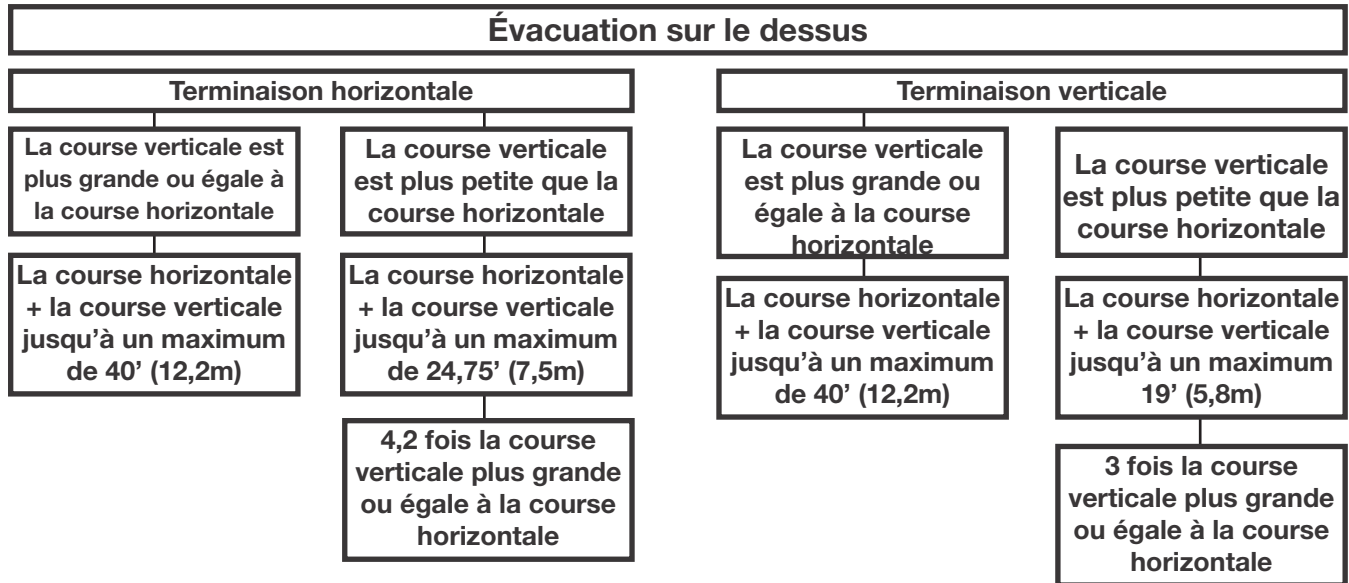 Évacuation sur le dessus
Terminaison horizontale
La course verticale est
plus grande ou égale à
la course horizontale
La course horizontale
+ la course verticale
jusqu'à un maximum
de 40' (12,2m)
La course verticale
est plus petite que la
course horizontale
La course horizontale
+ la course verticale
jusqu'à un maximum
de 24,75' (7,5m)
4,2 fois la course
verticale plus grande
ou égale à la course
horizontale
Terminaison verticale
La course verticale
est plus grande ou
égale à la course
horizontale
La course horizontale
+ la course verticale
jusqu'à un maximum
de 40' (12,2m)
La course verticale
est plus petite que la
course horizontale
La course horizontale
+ la course verticale
jusqu'à un maximum
19' (5,8m)
3 fois la course
verticale plus grande
ou égale à la course
horizontale